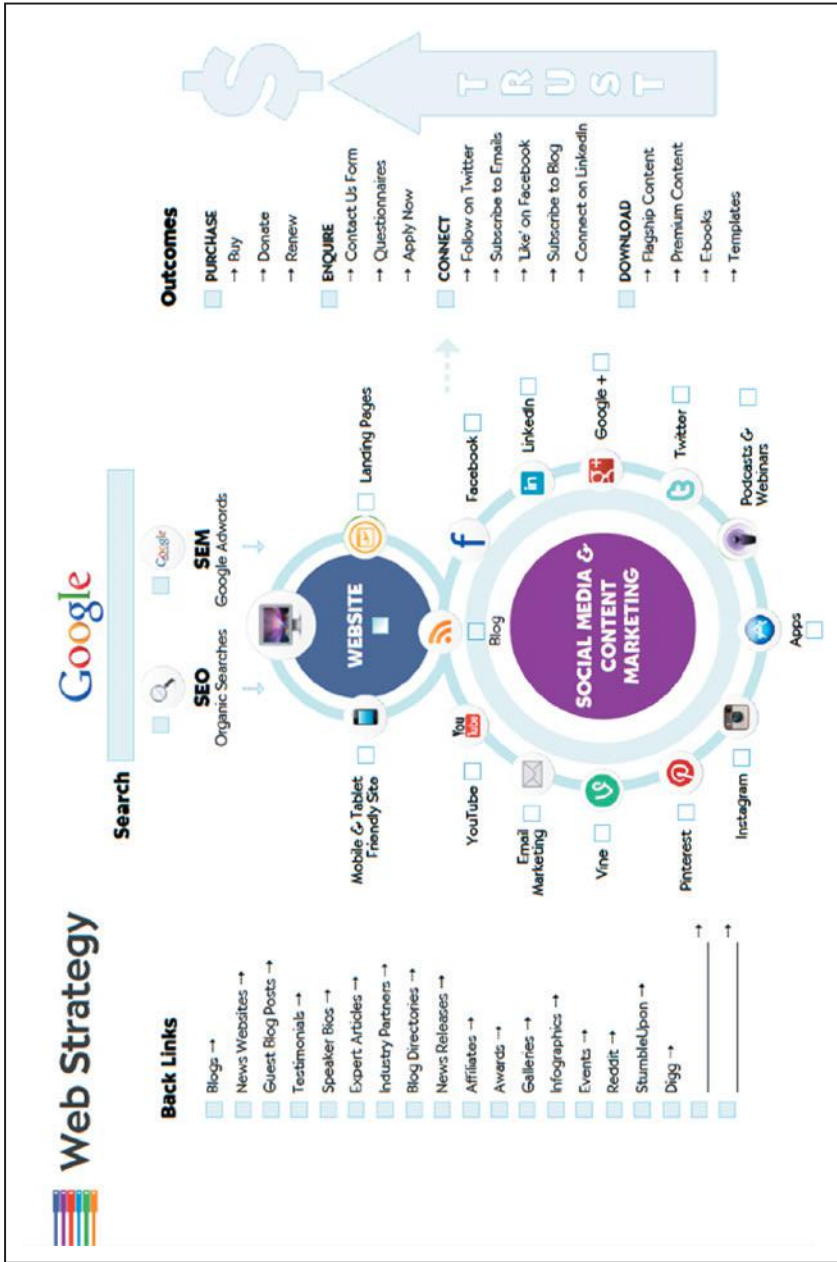 Web Strategy
Google
Search
SEO
Organic Searches
Google
SEM
Google Adwords
Back Links
Blogs →
News Websites →
Guest Blog Posts →
Testimonials →
Speaker Bios →
Expert Articles →
Industry Partners →
Blog Directories →
News Releases →
Affiliates →
Awards →
Galleries →
Infographics →
Events →
Reddit →
StumbleUpon →
Digg →
→
→
Mobile & Tablet
Friendly Site
WEBSITE
Landing Pages
Blog
You
Tube
YouTube
Email
Marketing
Vine
Pinterest
Instagram
Apps
Podcasts &
Webinars
Twitter
Google +
g+
LinkedIn
in
Facebook
f
SOCIAL MEDIA &
CONTENT
MARKETING
Outcomes
PURCHASE
→ Buy
→ Donate
→ Renew
ENQUIRE
→ Contact Us Form
→ Questionnaires
→ Apply Now
CONNECT
→ Follow on Twitter
→ Subscribe to Emails
→ 'Like' on Facebook
→ Subscribe to Blog
→ Connect on LinkedIn
DOWNLOAD
→ Flagship Content
→ Premium Content
→ E-books
→ Templates
$
TRUST